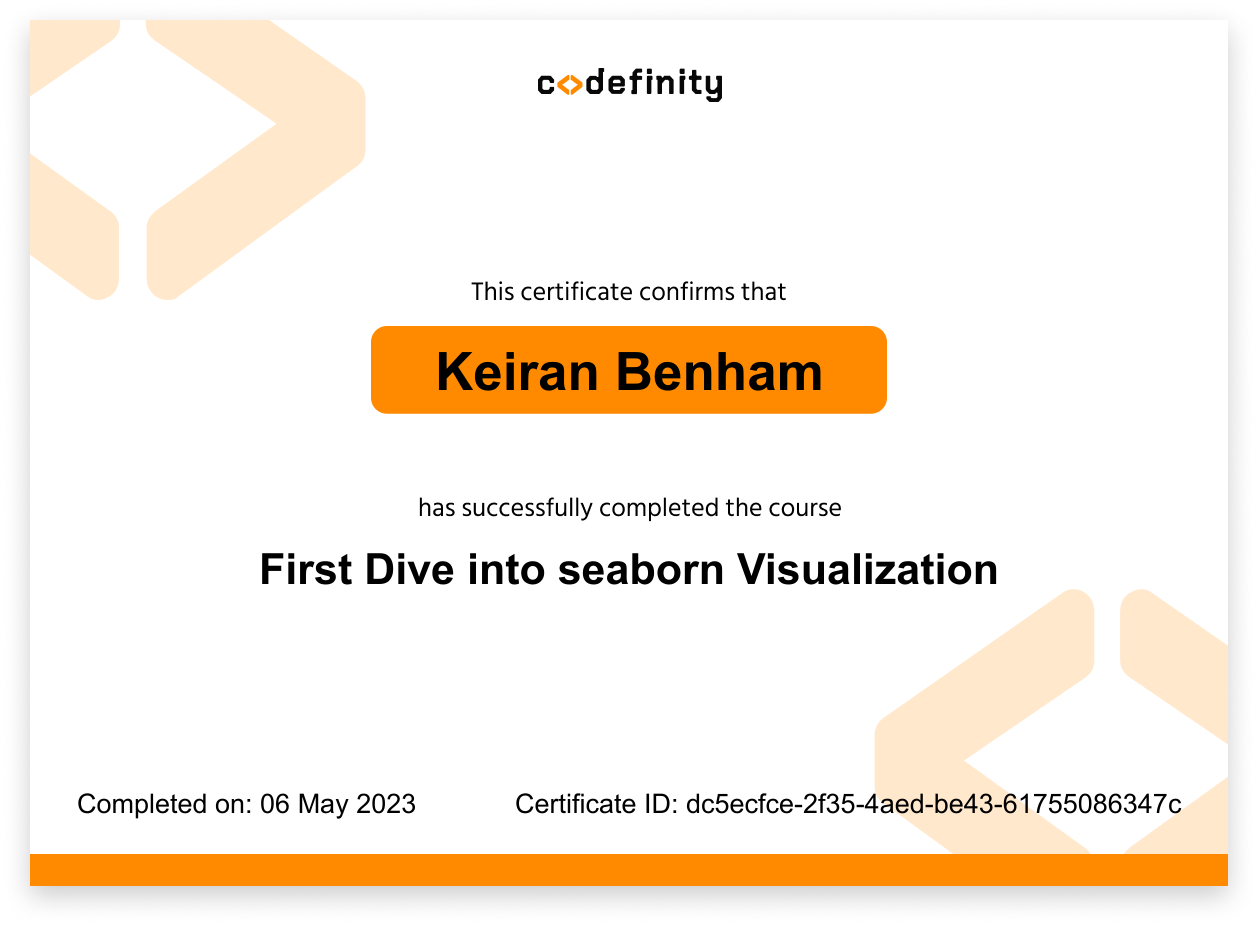 codefinity
This certificate confirms that
Keiran Benham
has successfully completed the course
First Dive into seaborn Visualization
Completed on: 06 May 2023
Certificate ID: dc5ecfce-2f35-4aed-be43-61755086347c